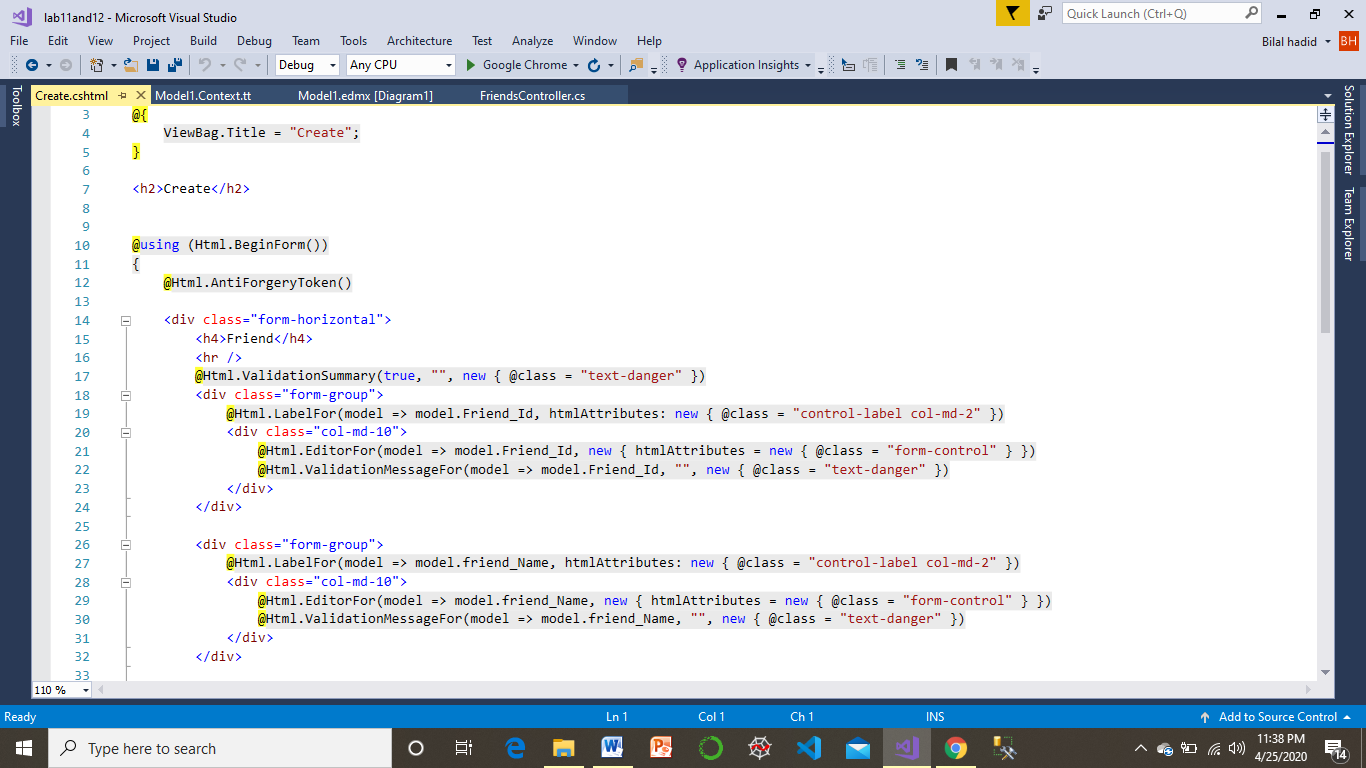 lab11and12 - Microsoft Visual Studio
Quick Launch (Ctrl+Q)
File Edit View Project Build Debug Team Tools Architecture Test Analyze Window Help
Bilal hadid BH
Debug Any CPU Google Chrome Application Insights
Create.cshtml Model1.Context.tt Model1.edmx [Diagram1] FriendsController.cs
Toolbox
Solution Explorer
Team Explorer
3 @{
4 ViewBag.Title = "Create";
5 }
6
7 <h2>Create</h2>
8
9
10 @using (Html.BeginForm())
11 {
12 @Html.AntiForgeryToken()
13
14 <div class="form-horizontal">
15 <h4>Friend</h4>
16 <hr />
17 @Html.ValidationSummary(true, "", new { @class = "text-danger" })
18 <div class="form-group">
19 @Html.LabelFor(model => model.Friend_Id, htmlAttributes: new { @class = "control-label col-md-2" })
20 <div class="col-md-10">
21 @Html.EditorFor(model => model.Friend_Id, new { htmlAttributes = new { @class = "form-control" } })
22 @Html.ValidationMessageFor(model => model.Friend_Id, "", new { @class = "text-danger" })
23 </div>
24 </div>
25
26 <div class="form-group">
27 @Html.LabelFor(model => model.friend_Name, htmlAttributes: new { @class = "control-label col-md-2" })
28 <div class="col-md-10">
29 @Html.EditorFor(model => model.friend_Name, new { htmlAttributes = new { @class = "form-control" } })
30 @Html.ValidationMessageFor(model => model.friend_Name, "", new { @class = "text-danger" })
31 </div>
32 </div>
33
110 %
Ready Ln 1 Col 1 Ch 1 INS Add to Source Control
Type here to search
11:38 PM
4/25/2020
14